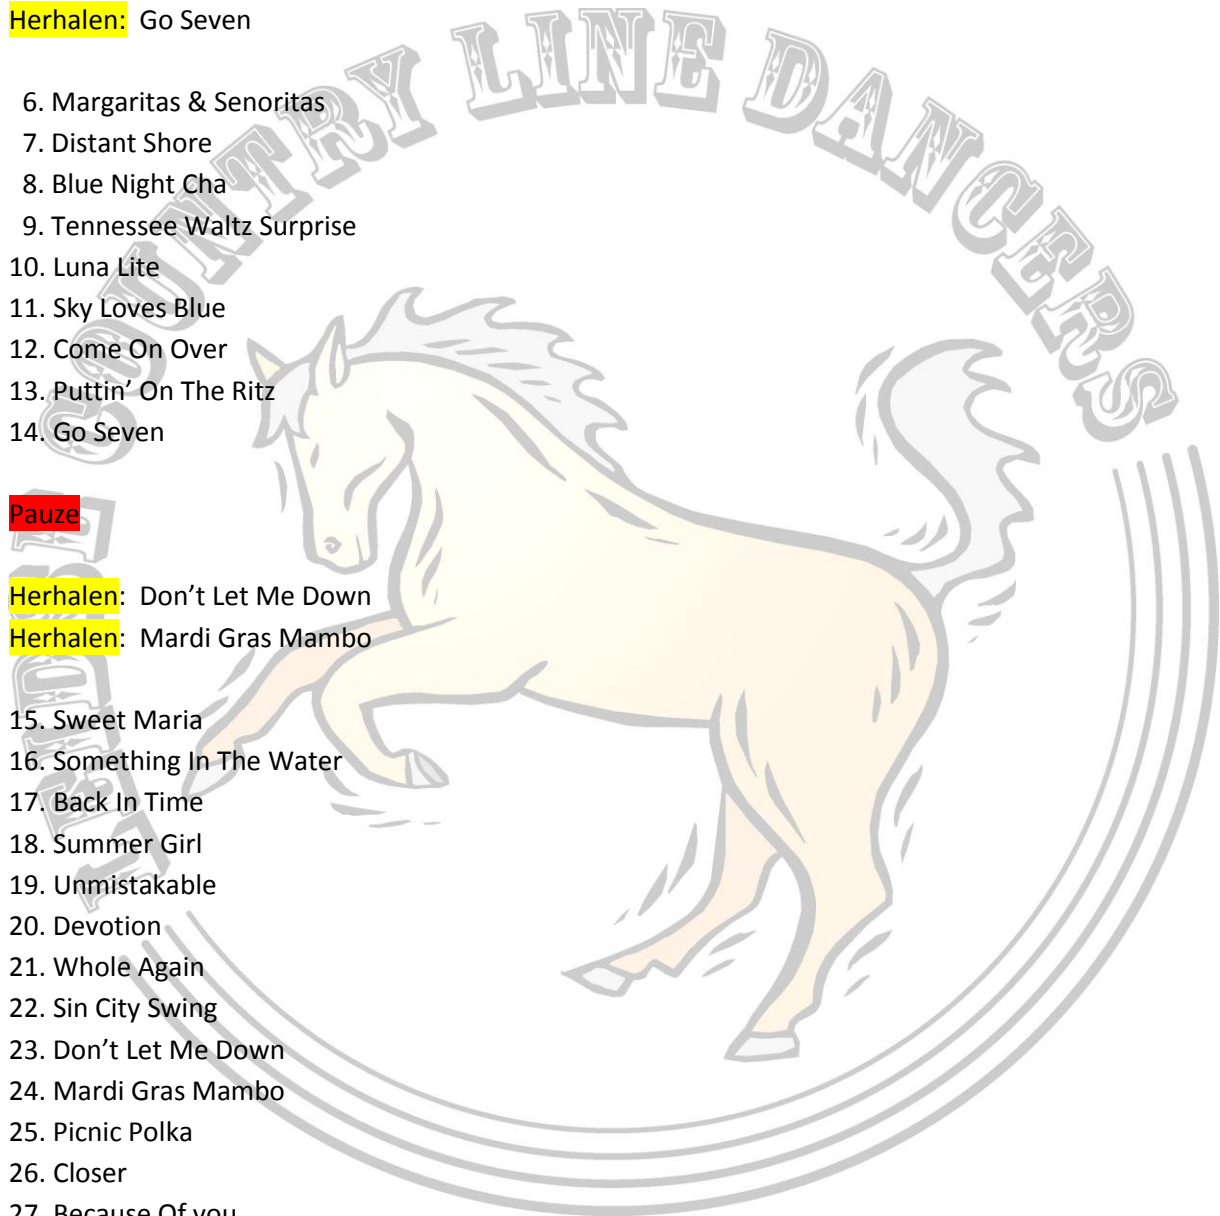 COUNTRY LINE DANCERS
Herhalen: Go Seven
6. Margaritas & Senoritas
7. Distant Shore
8. Blue Night Cha
9. Tennessee Waltz Surprise
10. Luna Lite
11. Sky Loves Blue
12. Come On Over
13. Puttin’ On The Ritz
14. Go Seven
Pauze
Herhalen: Don’t Let Me Down
Herhalen: Mardi Gras Mambo
15. Sweet Maria
16. Something In The Water
17. Back In Time
18. Summer Girl
19. Unmistakable
20. Devotion
21. Whole Again
22. Sin City Swing
23. Don’t Let Me Down
24. Mardi Gras Mambo
25. Picnic Polka
26. Closer
27. Because Of you